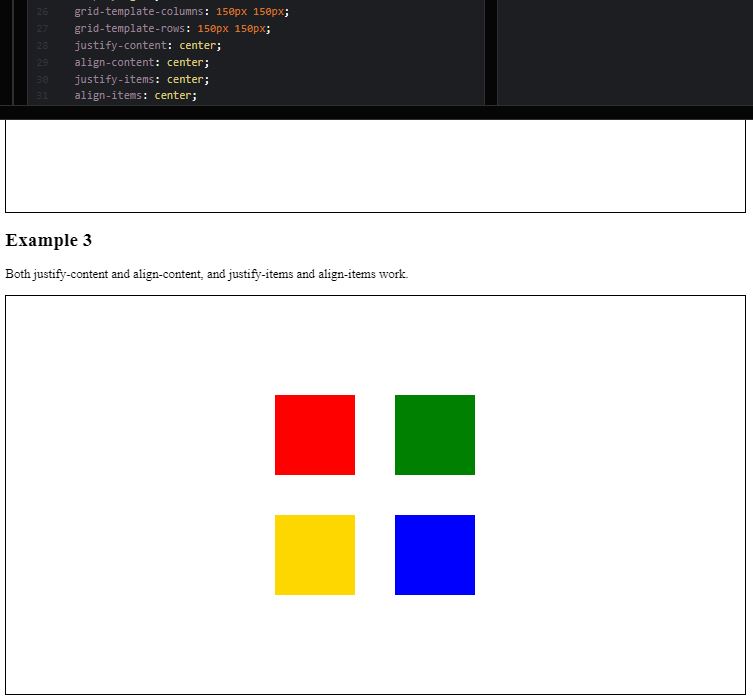 26 grid-template-columns: 150px 150px;
27 grid-template-rows: 150px 150px;
28 justify-content: center;
29 align-content: center;
30 justify-items: center;
31 align-items: center;
Example 3
Both justify-content and align-content, and justify-items and align-items work.